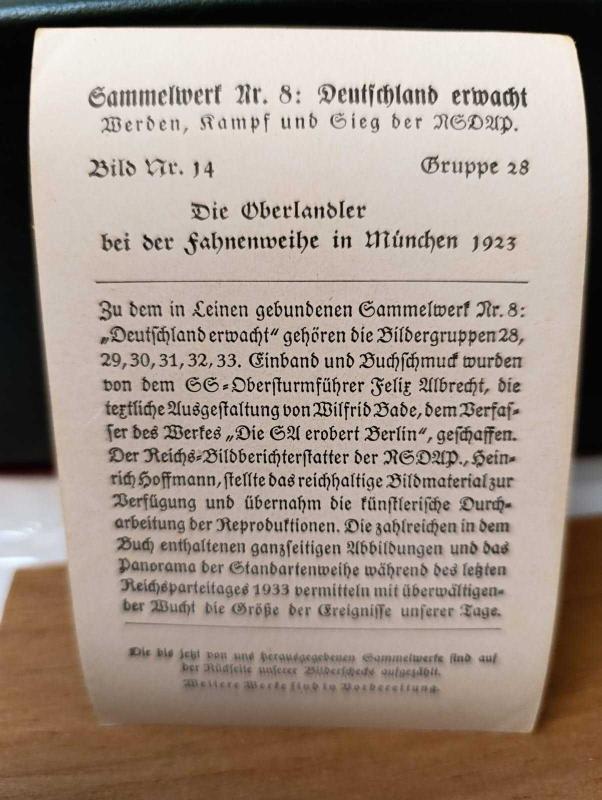 Sammelwerk Nr. 8: Deutschland erwacht
Werden, Kampf und Sieg der NSDAP.
Bild Nr. 14
Gruppe 28
Die Oberlandler
bei der Fahnenweihe in München 1923
Zu dem in Leinen gebundenen Sammelwerk Nr. 8:
„Deutschland erwacht“ gehören die Bildergruppen 28,
29, 30, 31, 32, 33. Einband und Buchschmuck wurden
von dem SS-Obersturmführer Felix Albrecht, die
textliche Ausgestaltung von Wilfrid Bade, dem Verfas-
ser des Werkes „Die SA erobert Berlin“, geschaffen.
Der Reichs-Bildberichterstatter der NSDAP., Hein-
rich Hoffmann, stellte das reichhaltige Bildmaterial zur
Verfügung und übernahm die künstlerische Durch-
arbeitung der Reproduktionen. Die zahlreichen in dem
Buch enthaltenen ganzseitigen Abbildungen und das
Panorama der Standartenweihe während des letzten
Reichsparteitages 1933 vermitteln mit überwältigen-
der Wucht die Größe der Ereignisse unserer Tage.
Die bis jetzt von uns herausgegebenen Sammelwerke sind auf
der Rückseite unserer Bilderschecks aufgezählt.
Weitere Werke sind in Vorbereitung.